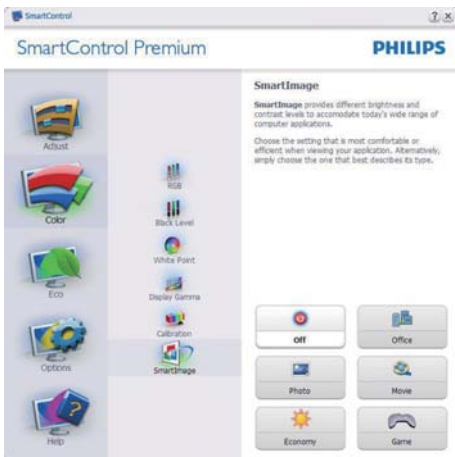 SmartControl
SmartControl Premium
PHILIPS
Adjust
Color
Eco
Options
Help
RGB
Black Level
White Point
Display Gamma
Calibration
SmartImage
SmartImage
SmartImage provides different brightness and
contrast levels to accomodate today's wide range of
computer applications.
Choose the setting that is most comfortable or
efficient when viewing your application. Alternatively,
simply choose the one that best describes its type.
Off
Office
Photo
Movie
Economy
Game